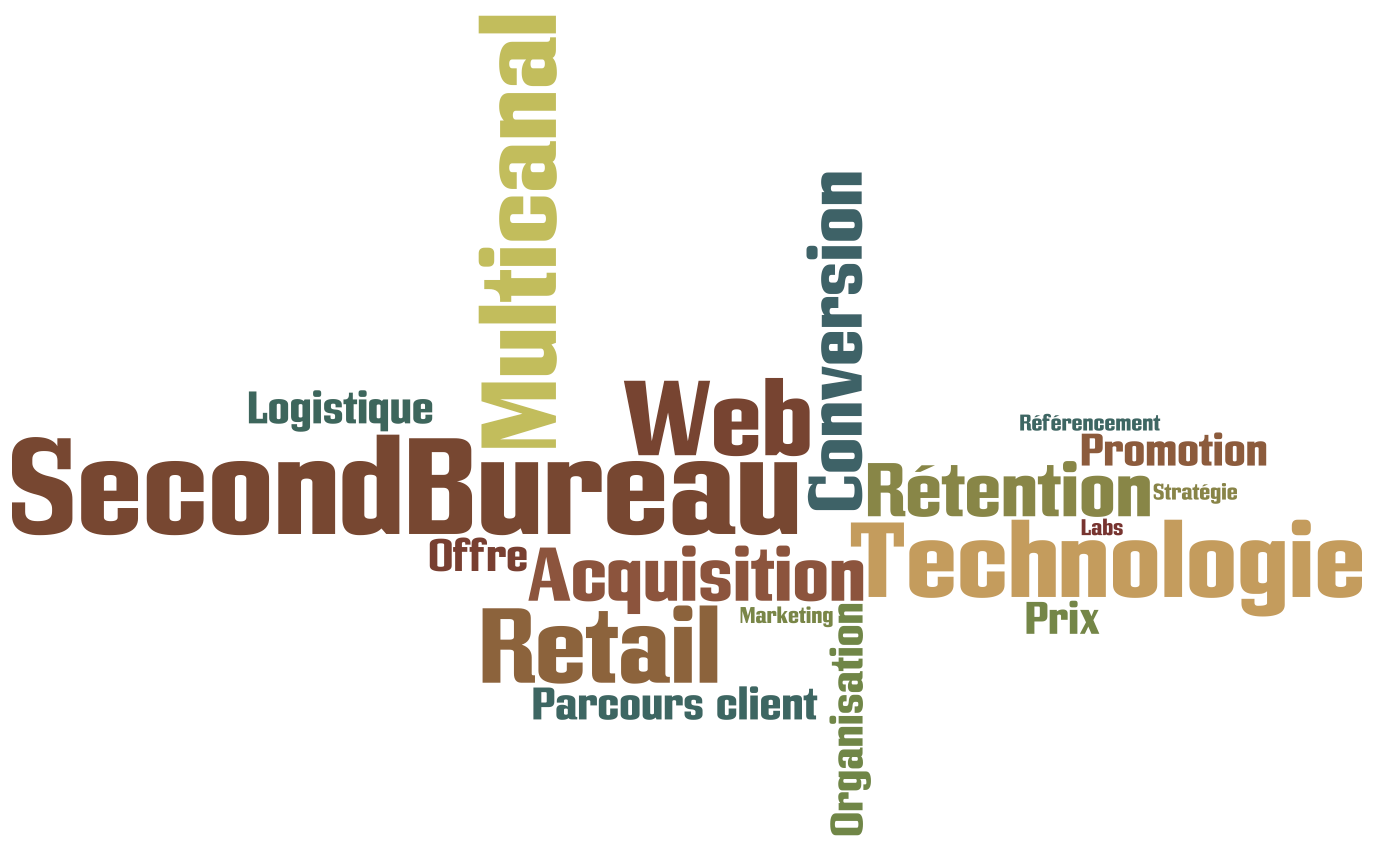 Multicanal
Conversion
Web
Logistique
SecondBureau
Référencement
Promotion
Rétention
Stratégie
Labs
Technologie
Offre
Acquisition
Prix
Marketing
Retail
Organisation
Parcours client